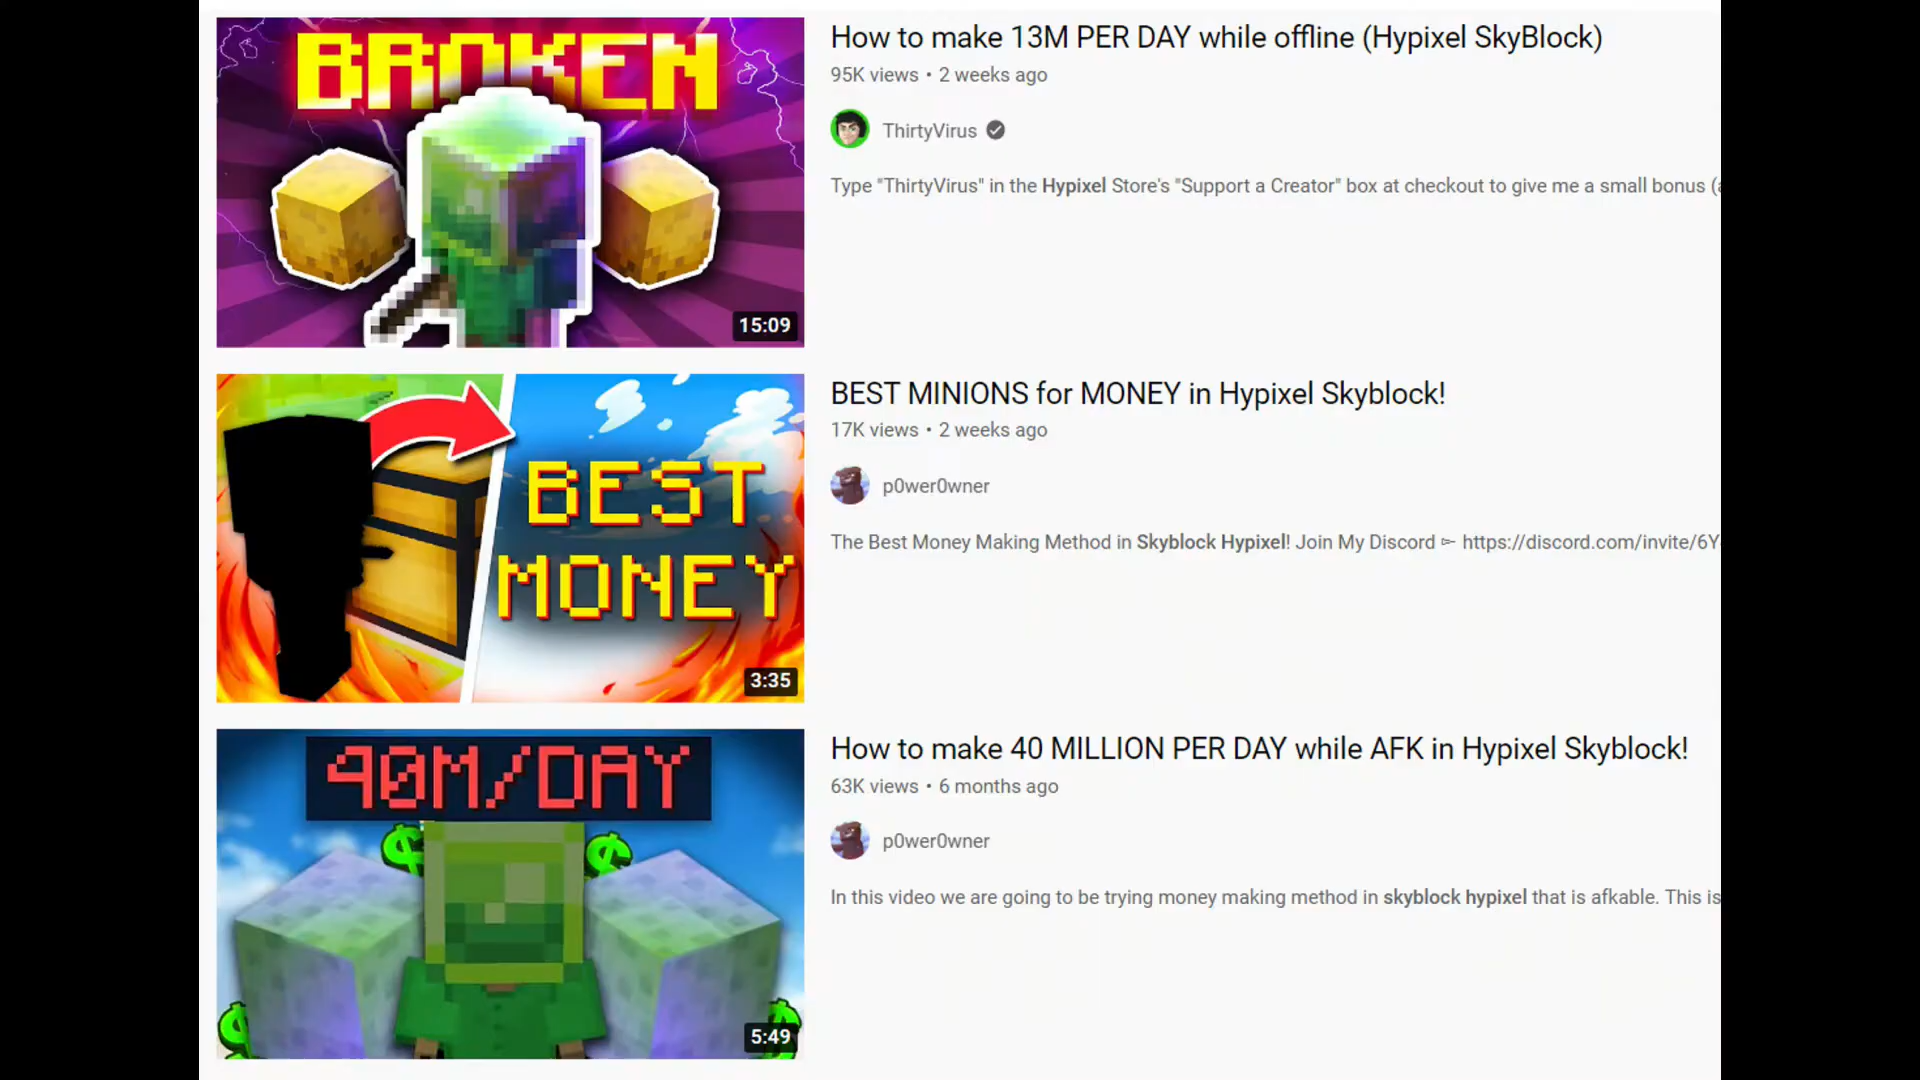 BROKEN
15:09
How to make 13M PER DAY while offline (Hypixel SkyBlock)
95K views • 2 weeks ago
ThirtyVirus
Type "ThirtyVirus" in the Hypixel Store's "Support a Creator" box at checkout to give me a small bonus (
BEST
MONEY
3:35
BEST MINIONS for MONEY in Hypixel Skyblock!
17K views • 2 weeks ago
p0wer0wner
The Best Money Making Method in Skyblock Hypixel! Join My Discord ➣ https://discord.com/invite/6Y
40M/DAY
5:49
How to make 40 MILLION PER DAY while AFK in Hypixel Skyblock!
63K views • 6 months ago
p0wer0wner
In this video we are going to be trying money making method in skyblock hypixel that is afkable. This is